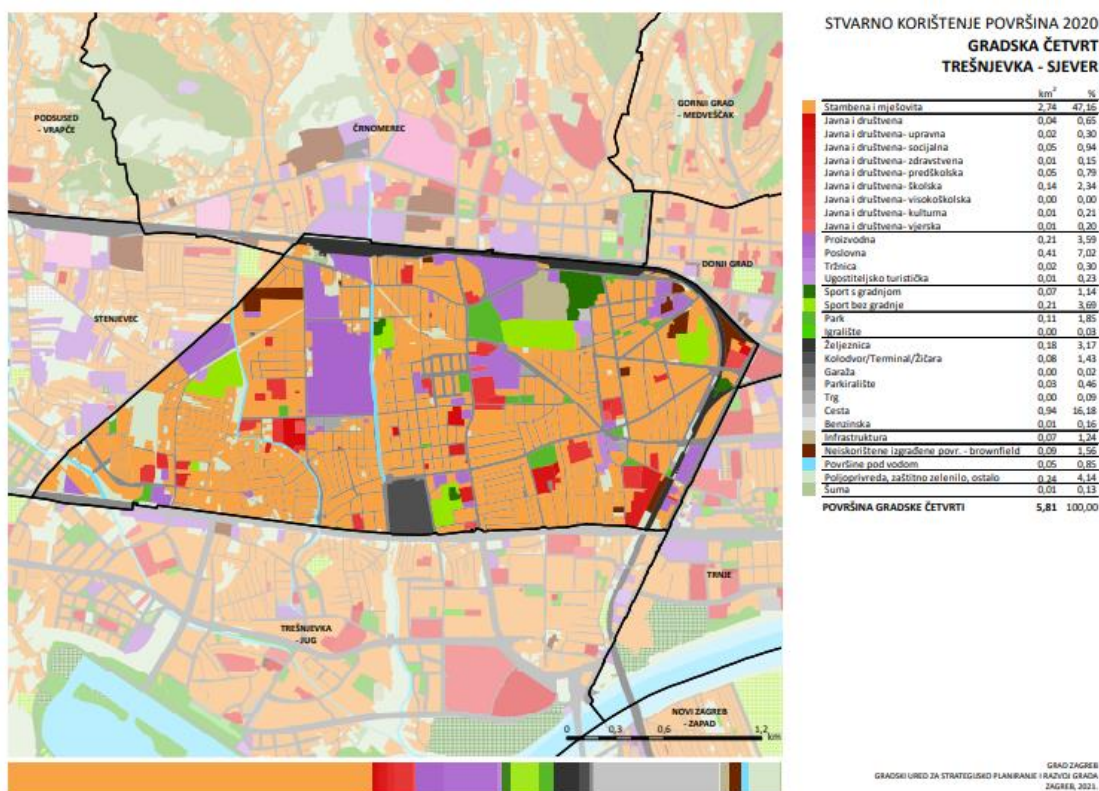 STVARNO KORIŠTENJE POVRŠINA 2020
GRADSKA ČETVRT
TREŠNJEVKA - SJEVER
km² %
Stambena i mješovita 2,74 47,16
Javna i društvena 0,04 0,65
Javna i društvena- upravna 0,02 0,30
Javna i društvena- socijalna 0,05 0,94
Javna i društvena- zdravstvena 0,01 0,15
Javna i društvena- predškolska 0,05 0,79
Javna i društvena- školska 0,14 2,34
Javna i društvena- visokoškolska 0,00 0,00
Javna i društvena- kulturna 0,01 0,21
Javna i društvena- vjerska 0,01 0,20
Proizvodna 0,21 3,59
Poslovna 0,41 7,02
Tržnica 0,02 0,30
Ugostiteljsko turistička 0,01 0,23
Sport s gradnjom 0,07 1,14
Sport bez gradnje 0,21 3,69
Park 0,11 1,85
Igralište 0,00 0,03
Željeznica 0,18 3,17
Kolodvor/Terminal/Žičara 0,08 1,43
Garaža 0,00 0,02
Parkiralište 0,03 0,46
Trg 0,00 0,09
Cesta 0,94 16,18
Benzinska 0,01 0,16
Infrastruktura 0,07 1,24
Neiskorištene izgrađene povr. - brownfield 0,09 1,56
Površine pod vodom 0,05 0,85
Poljoprivreda, zaštitno zelenilo, ostalo 0,24 4,14
Šuma 0,01 0,13
POVRŠINA GRADSKE ČETVRTI 5,81 100,00
PODSUSED
- VRAPČE
ČRNOMEREC
GORNJI GRAD
- MEDVEŠČAK
DONJI GRAD
STENJEVEC
TRNJE
TREŠNJEVKA
- JUG
NOVI ZAGREB
- ZAPAD
0 0,3 0,6 1,2
km
GRAD ZAGREB
GRADSKI URED ZA STRATEGIJSKO PLANIRANJE I RAZVOJ GRADA
ZAGREB, 2021.